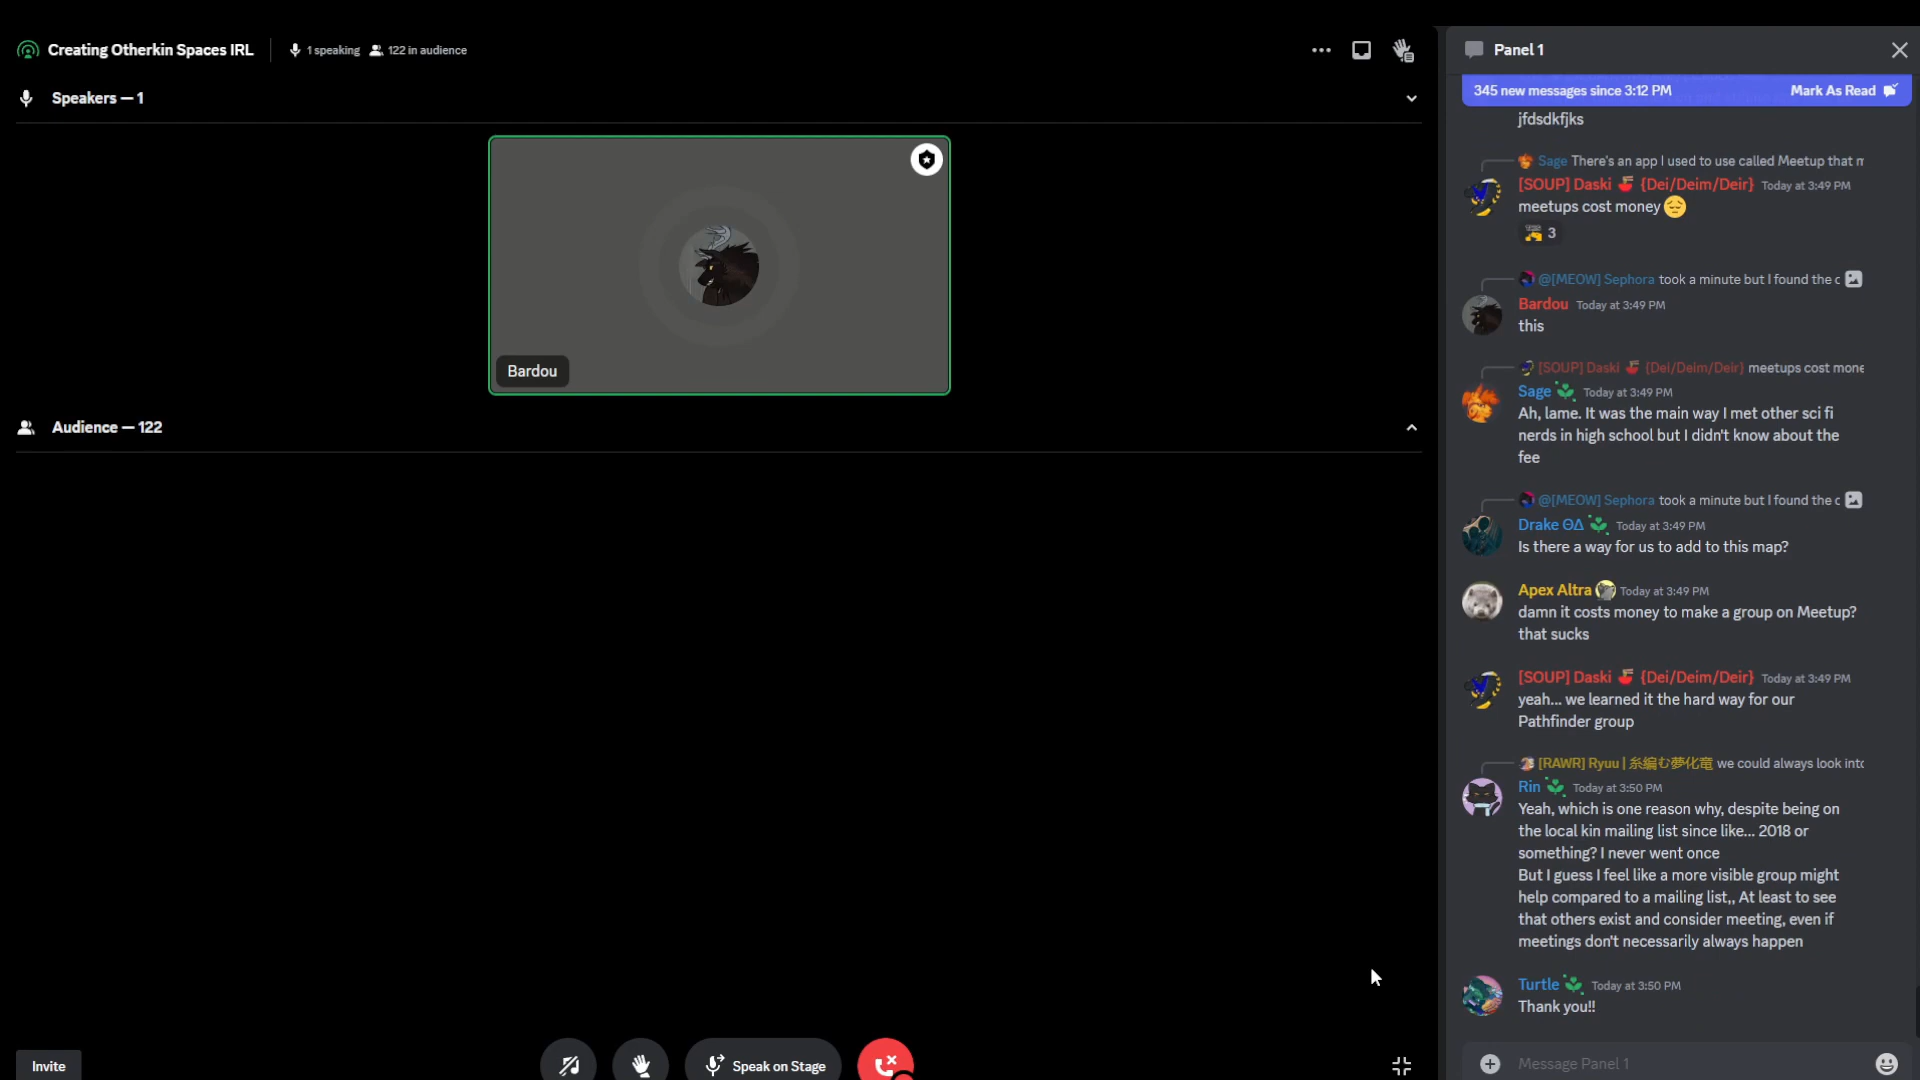 Creating Otherkin Spaces IRL
1 speaking 122 in audience
Speakers — 1
Bardou
Audience — 122
Invite
Speak on Stage
Panel 1
345 new messages since 3:12 PM Mark As Read
jfdsdkfjks
Sage There's an app I used to use called Meetup that m
[SOUP] Daski {Dei/Deim/Deir} Today at 3:49 PM
meetups cost money
3
@[MEOW] Sephora took a minute but I found the c
Bardou Today at 3:49 PM
this
[SOUP] Daski {Dei/Deim/Deir} meetups cost mone
Sage Today at 3:49 PM
Ah, lame. It was the main way I met other sci fi
nerds in high school but I didn't know about the
fee
@[MEOW] Sephora took a minute but I found the c
Drake ΘΔ Today at 3:49 PM
Is there a way for us to add to this map?
Apex Altra Today at 3:49 PM
damn it costs money to make a group on Meetup?
that sucks
[SOUP] Daski {Dei/Deim/Deir} Today at 3:49 PM
yeah... we learned it the hard way for our
Pathfinder group
[RAWR] Ryuu | 糸編む夢化竜 we could always look into
Rin Today at 3:50 PM
Yeah, which is one reason why, despite being on
the local kin mailing list since like... 2018 or
something? I never went once
But I guess I feel like a more visible group might
help compared to a mailing list,, At least to see
that others exist and consider meeting, even if
meetings don't necessarily always happen
Turtle Today at 3:50 PM
Thank you!!
Message Panel 1